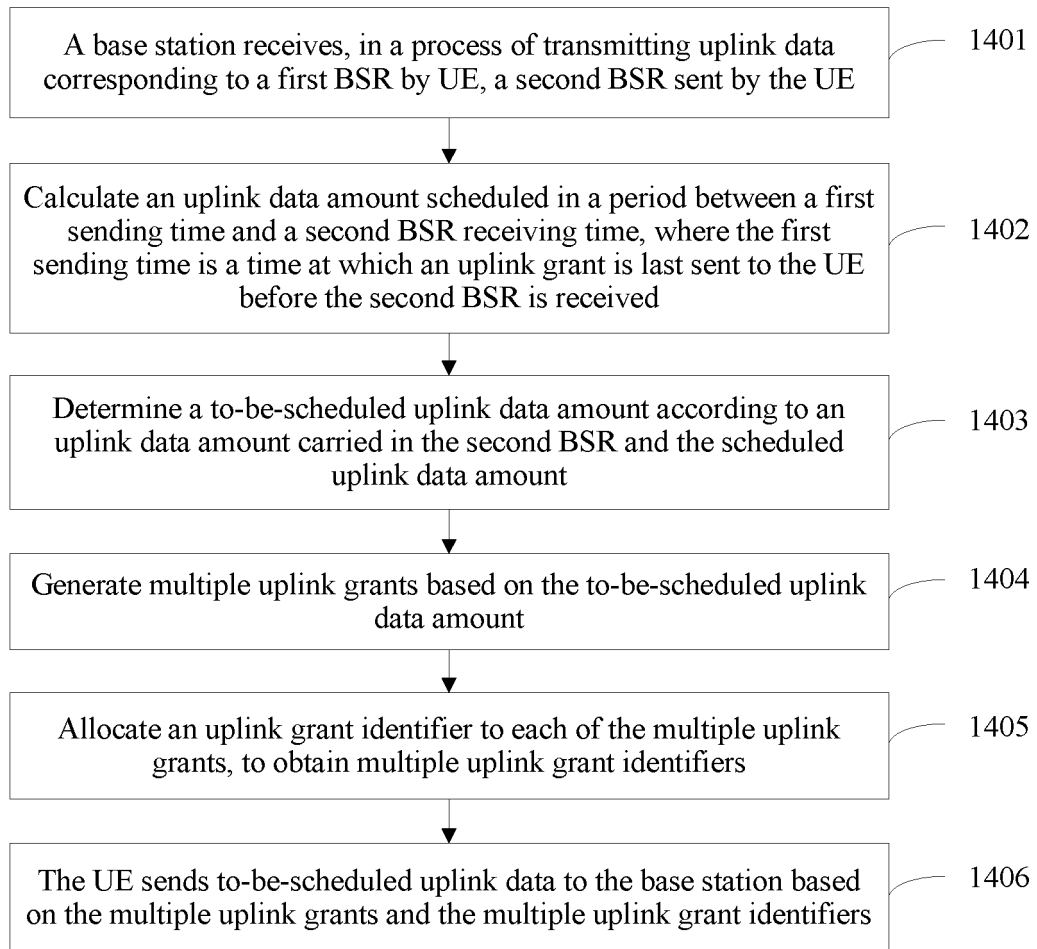 A base station receives, in a process of transmitting uplink data
corresponding to a first BSR by UE, a second BSR sent by the UE
1401
Calculate an uplink data amount scheduled in a period between a first
sending time and a second BSR receiving time, where the first
sending time is a time at which an uplink grant is last sent to the UE
before the second BSR is received
1402
Determine a to-be-scheduled uplink data amount according to an
uplink data amount carried in the second BSR and the scheduled
uplink data amount
1403
Generate multiple uplink grants based on the to-be-scheduled uplink
data amount
1404
Allocate an uplink grant identifier to each of the multiple uplink
grants, to obtain multiple uplink grant identifiers
1405
The UE sends to-be-scheduled uplink data to the base station based
on the multiple uplink grants and the multiple uplink grant identifiers
1406